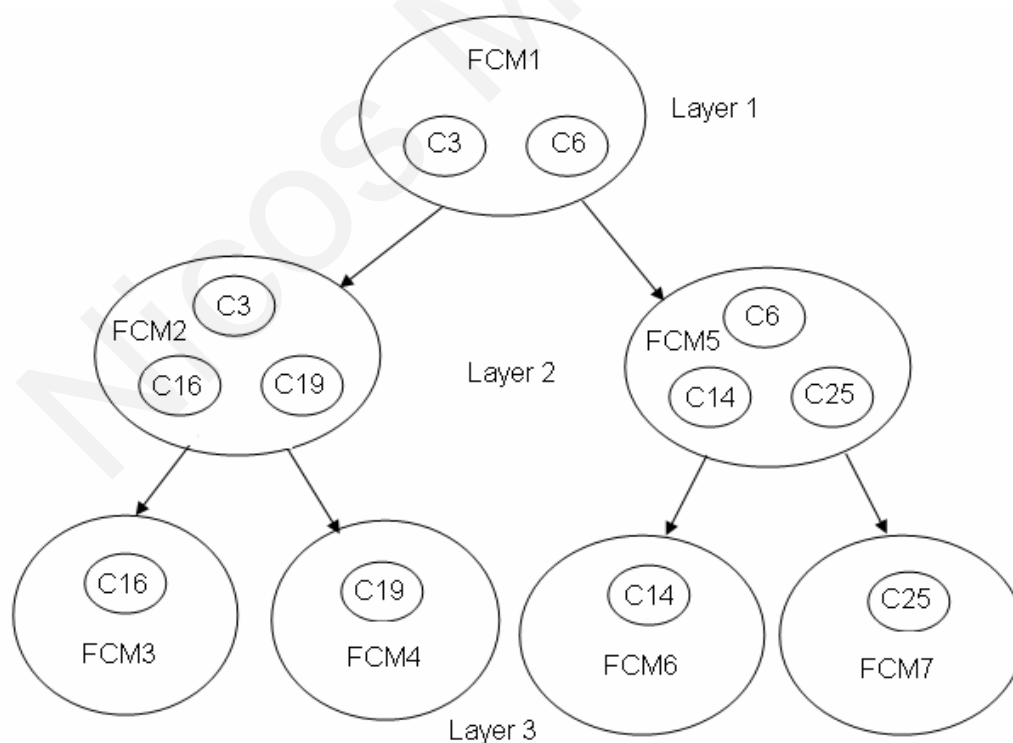 FCM1
Layer 1
C3 C6
C3
FCM2
C16 C19
Layer 2
C6
FCM5
C14 C25
C16
FCM3
C19
FCM4
C14
FCM6
C25
FCM7
Layer 3
Nicos M